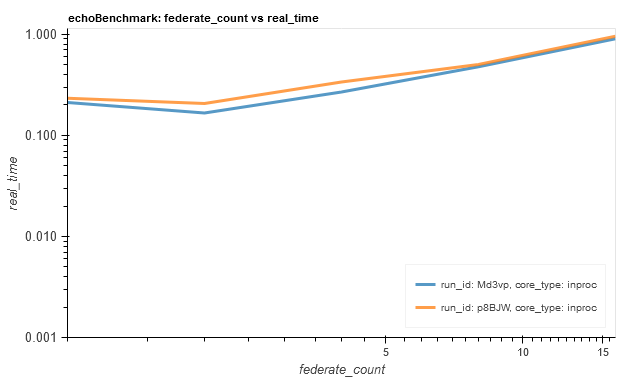 echoBenchmark: federate_count vs real_time
1.000
0.100
0.010
0.001
real_time
run_id: Md3vp, core_type: inproc
run_id: p8BJW, core_type: inproc
5
10
15
federate_count